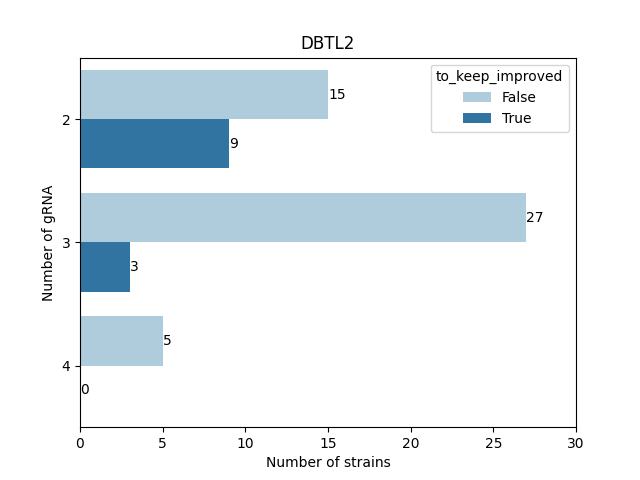 DBTL2
to_keep_improved
False
True
15
2
9
27
3
3
5
4
0
0 5 10 15 20 25 30
Number of gRNA
Number of strains